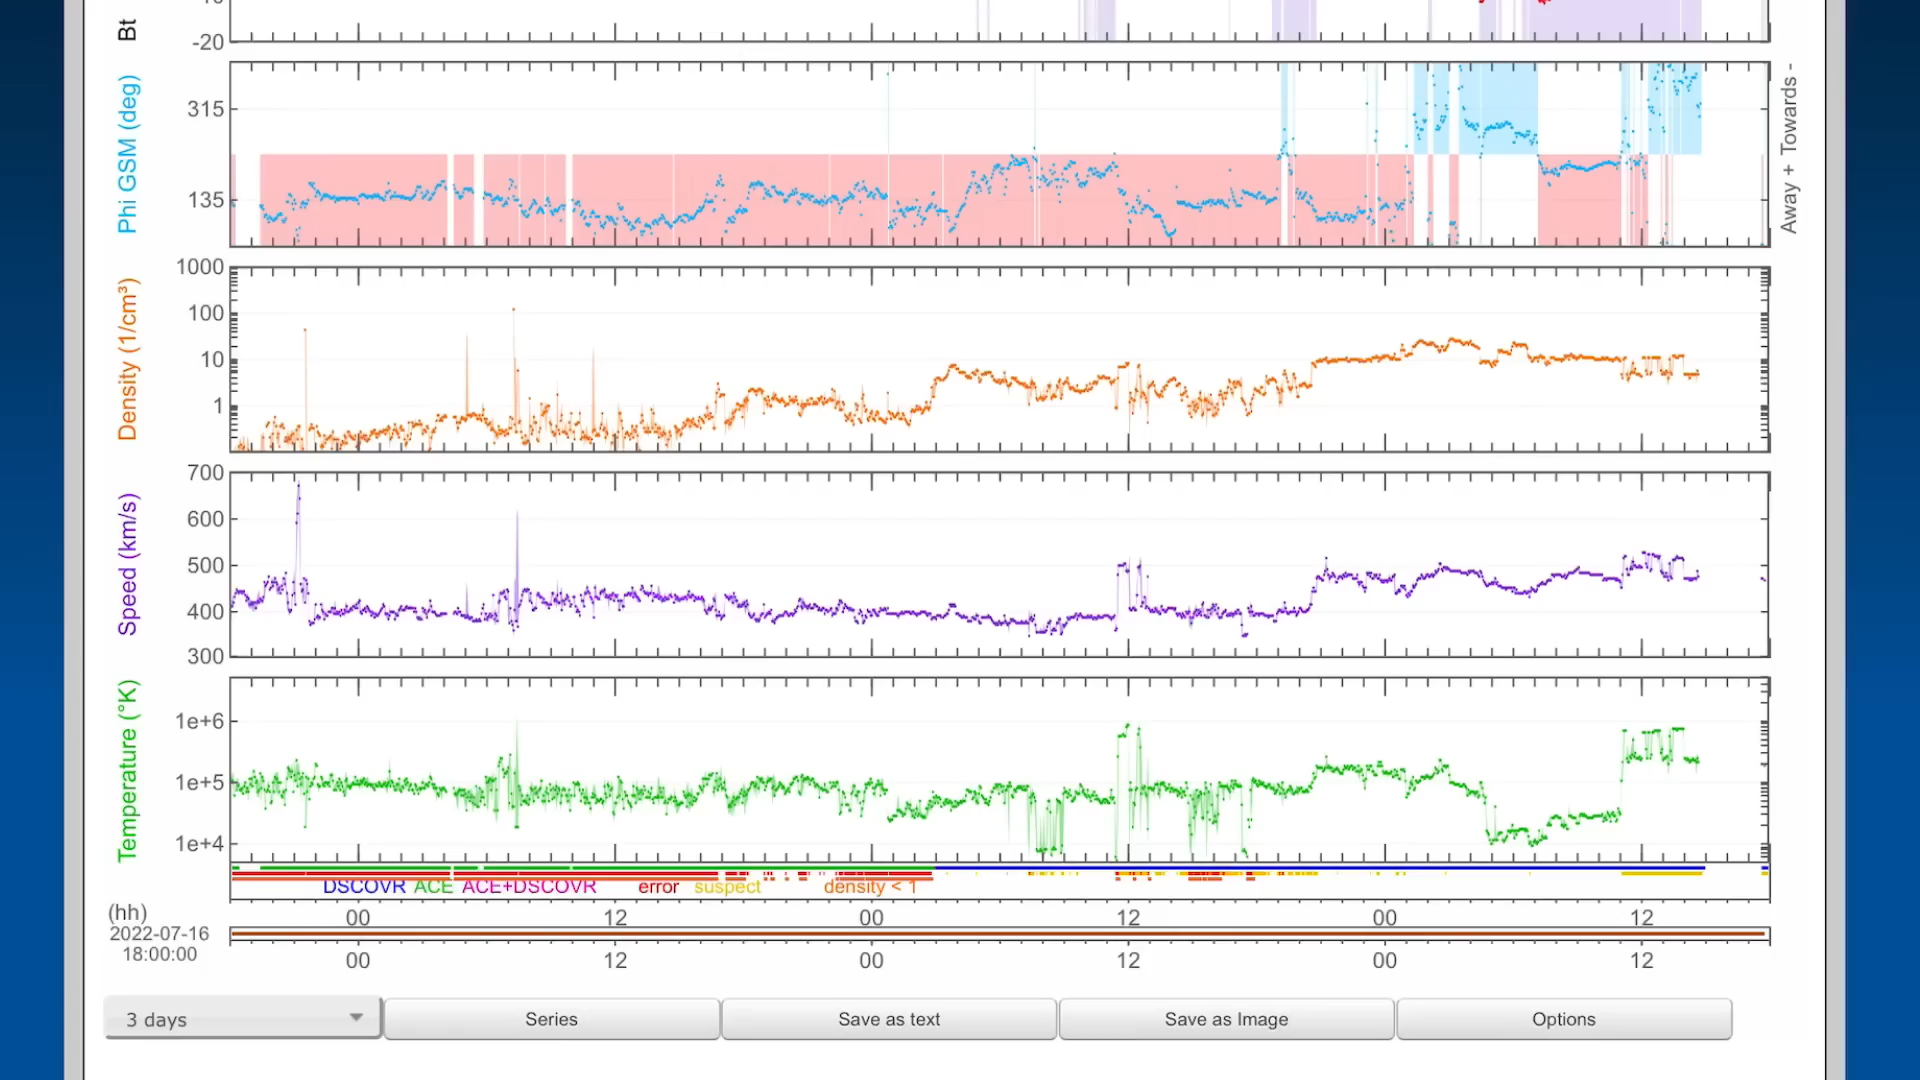 Bt
-20
Phi GSM (deg)
315
135
Away + Towards -
Density (1/cm³)
1000
100
10
1
Speed (km/s)
700
600
500
400
300
Temperature (°K)
1e+6
1e+5
1e+4
DSCOVR ACE ACE+DSCOVR error suspect density < 1
(hh) 00 12 00 12 00 12
2022-07-16
18:00:00
00 12 00 12 00 12
3 days Series Save as text Save as Image Options